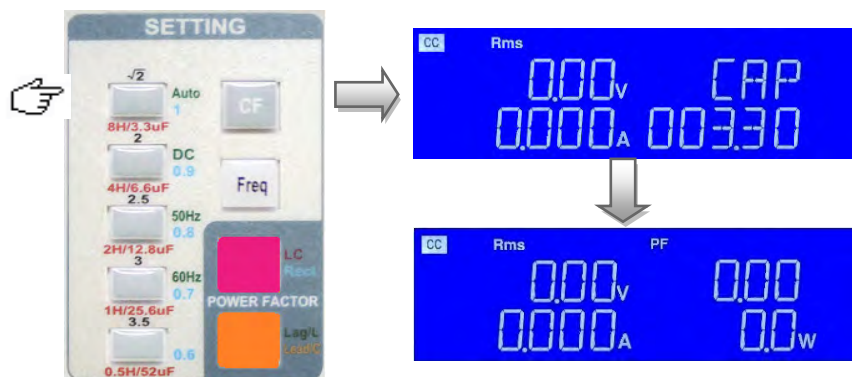 SETTING
√2
Auto
1
CF
8H/3.3uF
2
DC
0.9
4H/6.6uF
2.5
Freq
50Hz
0.8
2H/12.8uF
3
60Hz
0.7
1H/25.6uF
3.5
0.6
0.5H/52uF
LC
Rect
POWER FACTOR
Lag/L
Lead/C
CC Rms
0.00V CAP
0.000A 003.30
CC Rms PF
0.00V 0.00
0.000A 0.0W